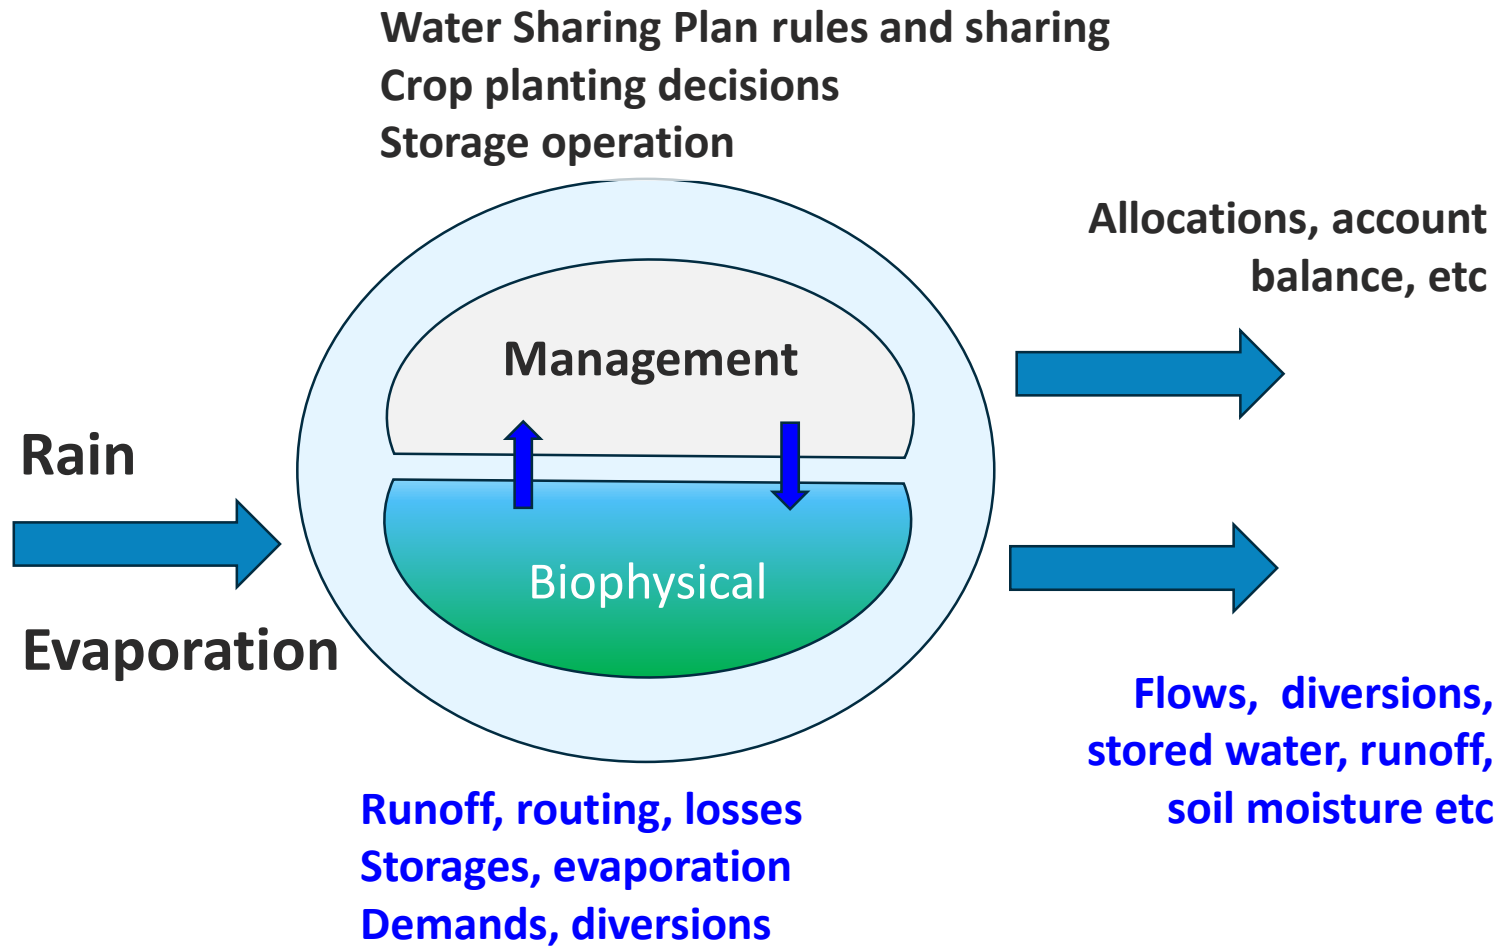 Water Sharing Plan rules and sharing
Crop planting decisions
Storage operation
Allocations, account
balance, etc
Management
Rain
Evaporation
Biophysical
Flows,  diversions,
stored water, runoff,
soil moisture etc
Runoff, routing, losses
Storages, evaporation
Demands, diversions